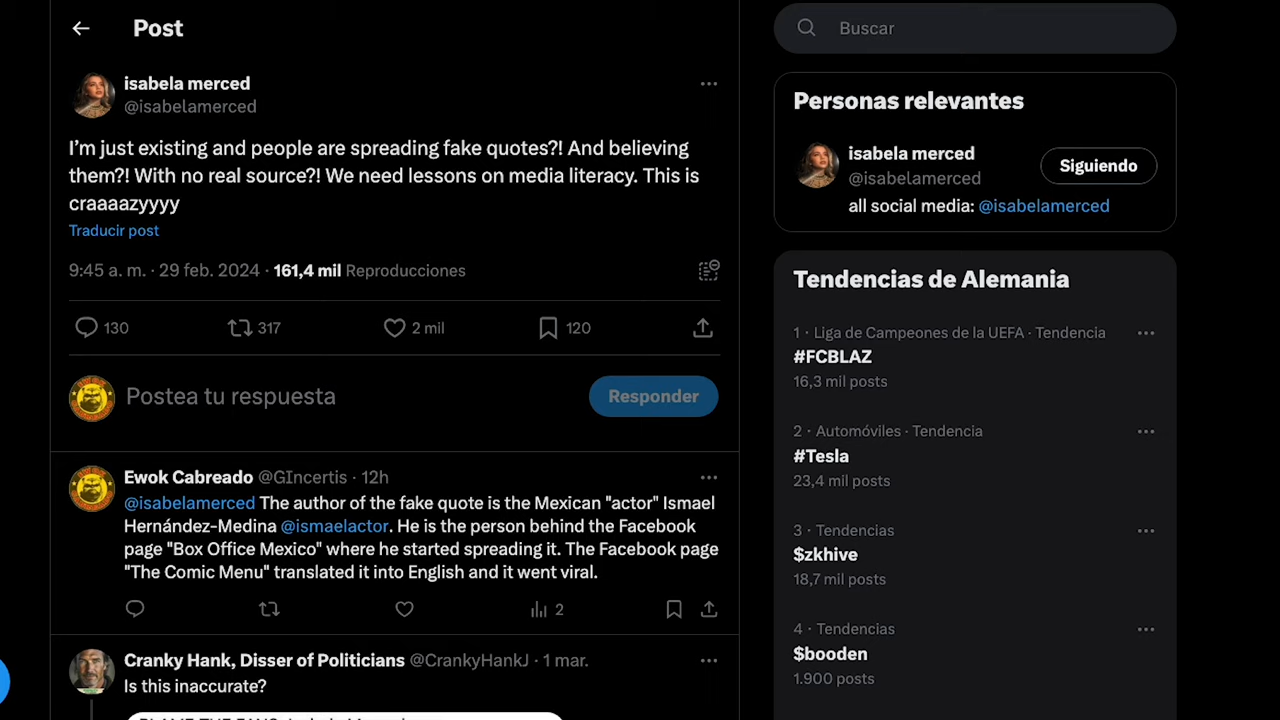 Post
isabela merced
@isabelamerced
I'm just existing and people are spreading fake quotes?! And believing
them?! With no real source?! We need lessons on media literacy. This is
craaaazyyyy
Traducir post
9:45 a. m. · 29 feb. 2024 · 161,4 mil Reproducciones
130 317 2 mil 120
Postea tu respuesta
Responder
Ewok Cabreado @GIncertis · 12h
@isabelamerced The author of the fake quote is the Mexican "actor" Ismael
Hernández-Medina @ismaelactor. He is the person behind the Facebook
page "Box Office Mexico" where he started spreading it. The Facebook page
"The Comic Menu" translated it into English and it went viral.
2
Cranky Hank, Disser of Politicians @CrankyHankJ · 1 mar.
Is this inaccurate?
Buscar
Personas relevantes
isabela merced
@isabelamerced
Siguiendo
all social media: @isabelamerced
Tendencias de Alemania
1 · Liga de Campeones de la UEFA · Tendencia
#FCBLAZ
16,3 mil posts
2 · Automóviles · Tendencia
#Tesla
23,4 mil posts
3 · Tendencias
$zkhive
18,7 mil posts
4 · Tendencias
$booden
1.900 posts